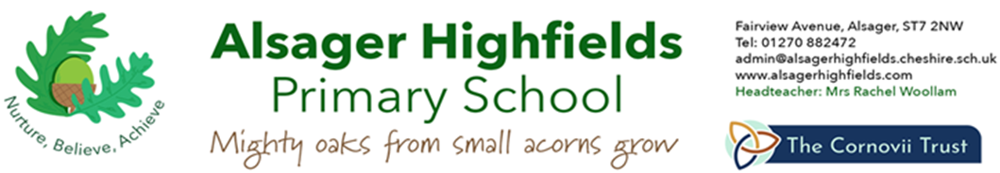 Nurture, Believe, Achieve
Alsager Highfields
Primary School
Mighty oaks from small acorns grow
Fairview Avenue, Alsager, ST7 2NW
Tel: 01270 882472
admin@alsagerhighfields.cheshire.sch.uk
www.alsagerhighfields.com
Headteacher: Mrs Rachel Woollam
The Cornovii Trust